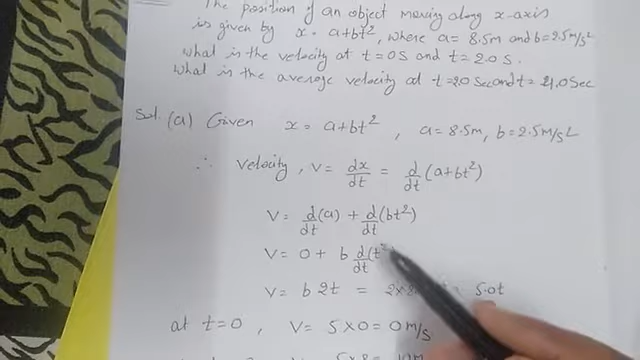 The position of an object moving along x-axis
is given by x = a+bt², where a= 8.5m and b=2.5m/s²
what is the velocity at t=0s and t=2.0s.
what is the average velocity at t=2.0sec and t=4.0sec
Sol. (a) Given x = a+bt² , a=8.5m, b=2.5m/s²
∴ Velocity, V= dx/dt = d/dt (a+bt²)
V= d/dt (a) + d/dt (bt²)
V= 0 + b d/dt (t²
V= b 2t = 5.0t
at t=0, V= 5×0=0m/s